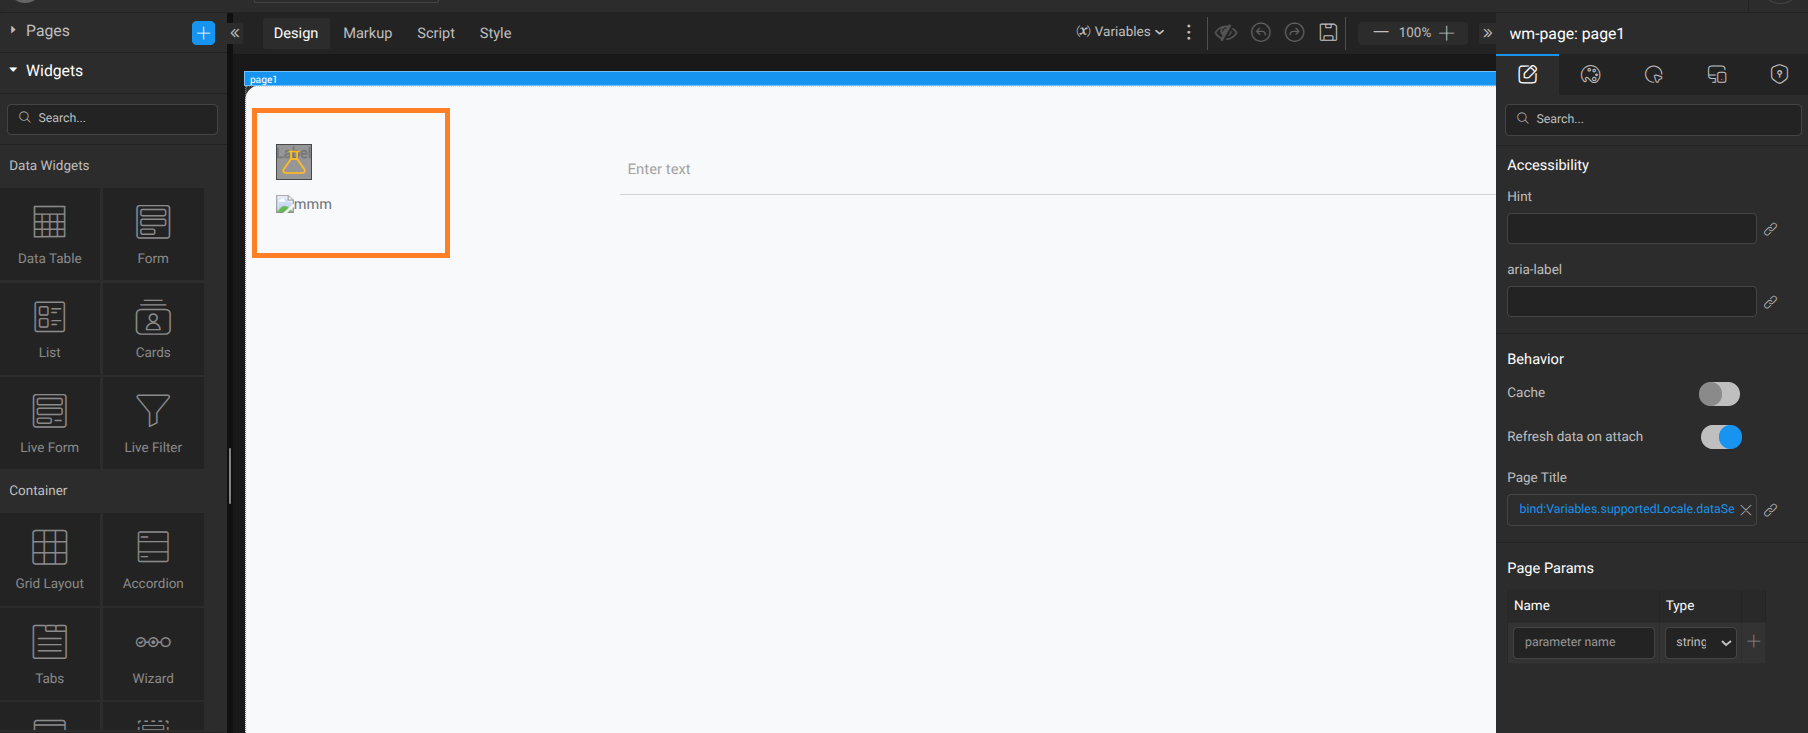 Pages
Widgets
Search...
Data Widgets
Data Table
Form
List
Cards
Live Form
Live Filter
Container
Grid Layout
Accordion
Tabs
Wizard
Design Markup Script Style
(x) Variables
100%
page1
Label
mmm
Enter text
wm-page: page1
Search...
Accessibility
Hint
aria-label
Behavior
Cache
Refresh data on attach
Page Title
bind:Variables.supportedLocale.dataSe
Page Params
Name Type
parameter name string